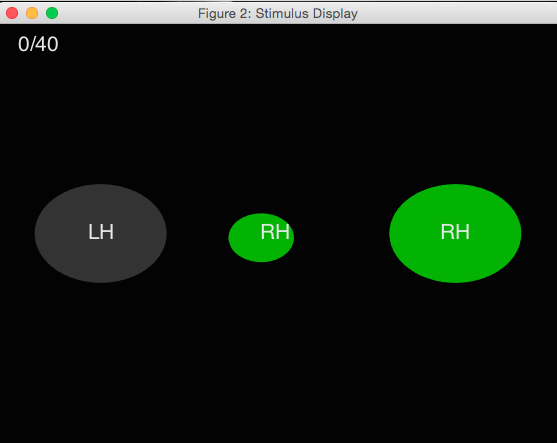 Figure 2: Stimulus Display
0/40
LH RH RH